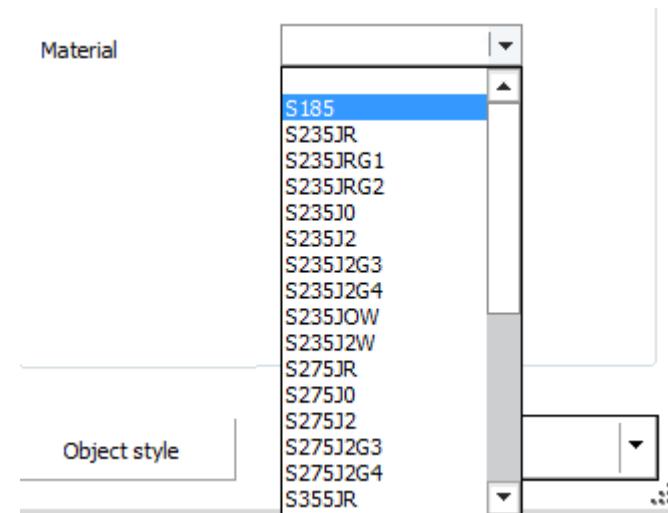 Material
S185
S235JR
S235JRG1
S235JRG2
S235J0
S235J2
S235J2G3
S235J2G4
S235JOW
S235J2W
S275JR
S275J0
S275J2
S275J2G3
S275J2G4
S355JR
Object style